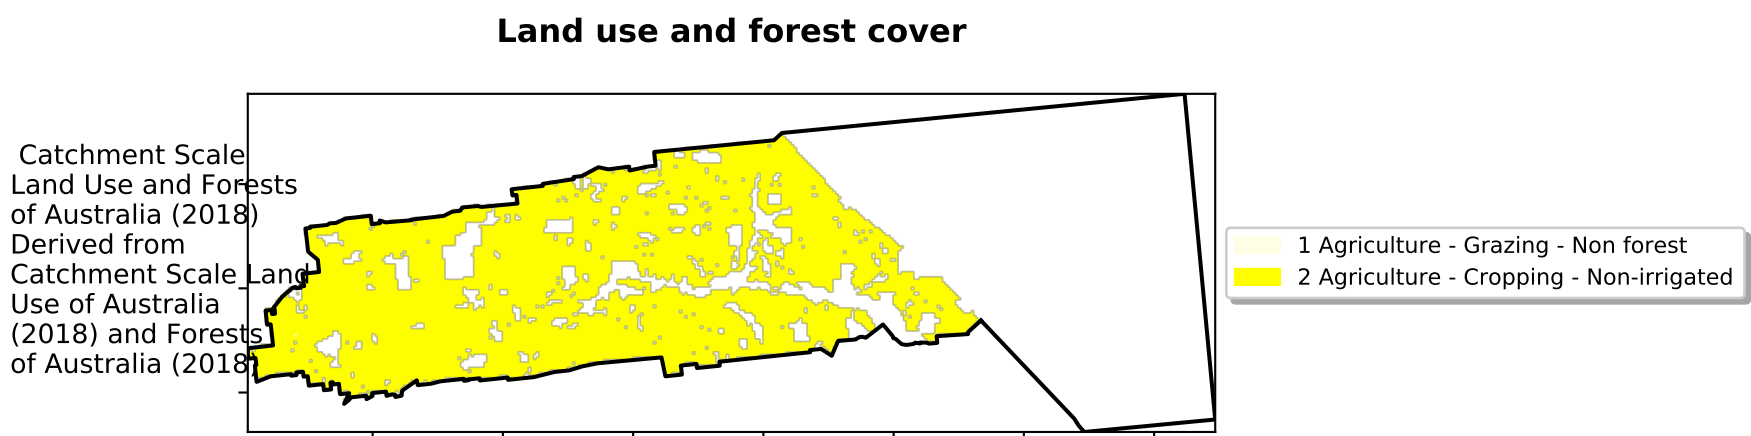 Land use and forest cover
Catchment Scale
Land Use and Forests
of Australia (2018)
Derived from
Catchment Scale Land
Use of Australia
(2018) and Forests
of Australia (2018
1 Agriculture - Grazing - Non forest
2 Agriculture - Cropping - Non-irrigated